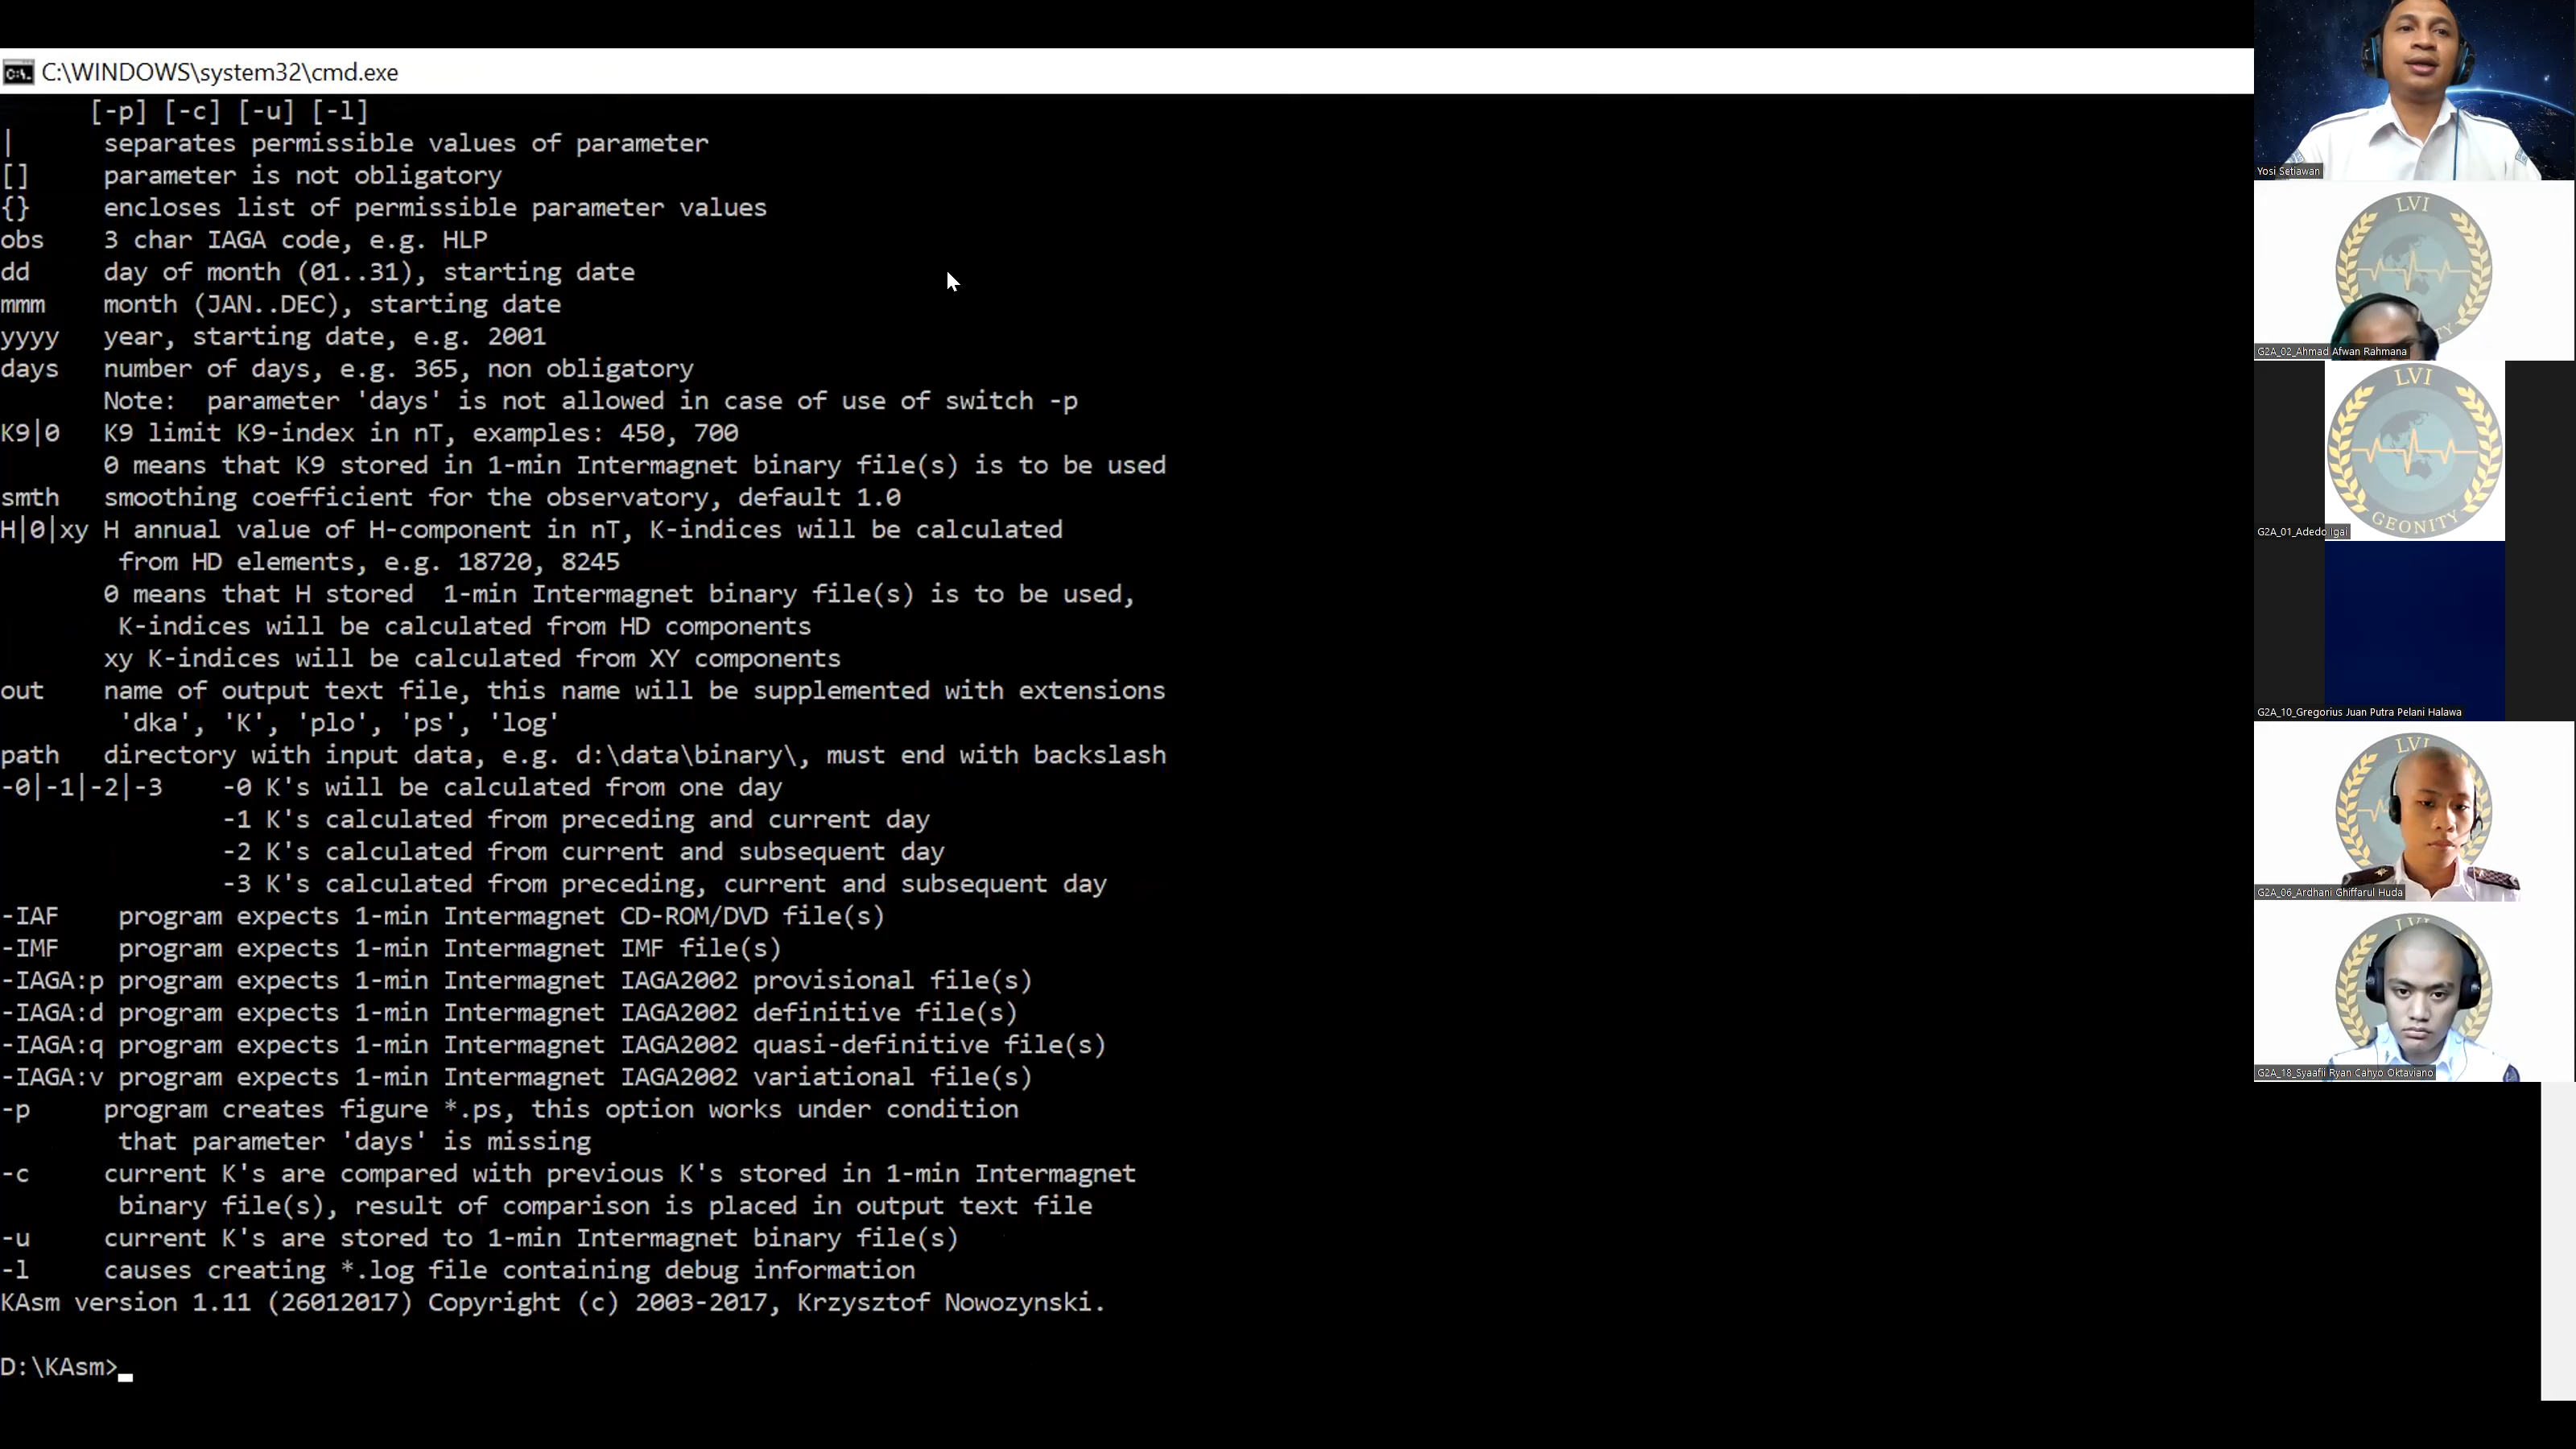 C:\WINDOWS\system32\cmd.exe
[-p] [-c] [-u] [-l]
| separates permissible values of parameter
[] parameter is not obligatory
{} encloses list of permissible parameter values
obs 3 char IAGA code, e.g. HLP
dd day of month (01..31), starting date
mmm month (JAN..DEC), starting date
yyyy year, starting date, e.g. 2001
days number of days, e.g. 365, non obligatory
Note: parameter 'days' is not allowed in case of use of switch -p
K9|0 K9 limit K9-index in nT, examples: 450, 700
0 means that K9 stored in 1-min Intermagnet binary file(s) is to be used
smth smoothing coefficient for the observatory, default 1.0
H|0|xy H annual value of H-component in nT, K-indices will be calculated
from HD elements, e.g. 18720, 8245
0 means that H stored 1-min Intermagnet binary file(s) is to be used,
K-indices will be calculated from HD components
xy K-indices will be calculated from XY components
out name of output text file, this name will be supplemented with extensions
'dka', 'K', 'plo', 'ps', 'log'
path directory with input data, e.g. d:\data\binary\, must end with backslash
-0|-1|-2|-3 -0 K's will be calculated from one day
-1 K's calculated from preceding and current day
-2 K's calculated from current and subsequent day
-3 K's calculated from preceding, current and subsequent day
-IAF program expects 1-min Intermagnet CD-ROM/DVD file(s)
-IMF program expects 1-min Intermagnet IMF file(s)
-IAGA:p program expects 1-min Intermagnet IAGA2002 provisional file(s)
-IAGA:d program expects 1-min Intermagnet IAGA2002 definitive file(s)
-IAGA:q program expects 1-min Intermagnet IAGA2002 quasi-definitive file(s)
-IAGA:v program expects 1-min Intermagnet IAGA2002 variational file(s)
-p program creates figure *.ps, this option works under condition
that parameter 'days' is missing
-c current K's are compared with previous K's stored in 1-min Intermagnet
binary file(s), result of comparison is placed in output text file
-u current K's are stored to 1-min Intermagnet binary file(s)
-l causes creating *.log file containing debug information
KAsm version 1.11 (26012017) Copyright (c) 2003-2017, Krzysztof Nowozynski.
D:\KAsm>
Yosi Setiawan
LVI
G2A_02_Ahmad Afwan Rahmana
LVI
GEONITY
G2A_01_Adedo Igai
G2A_10_Gregorius Juan Putra Pelani Halawa
LVI
G2A_06_Ardhani Ghiffarul Huda
G2A_18_Syaafii Ryan Cahyo Oktaviano